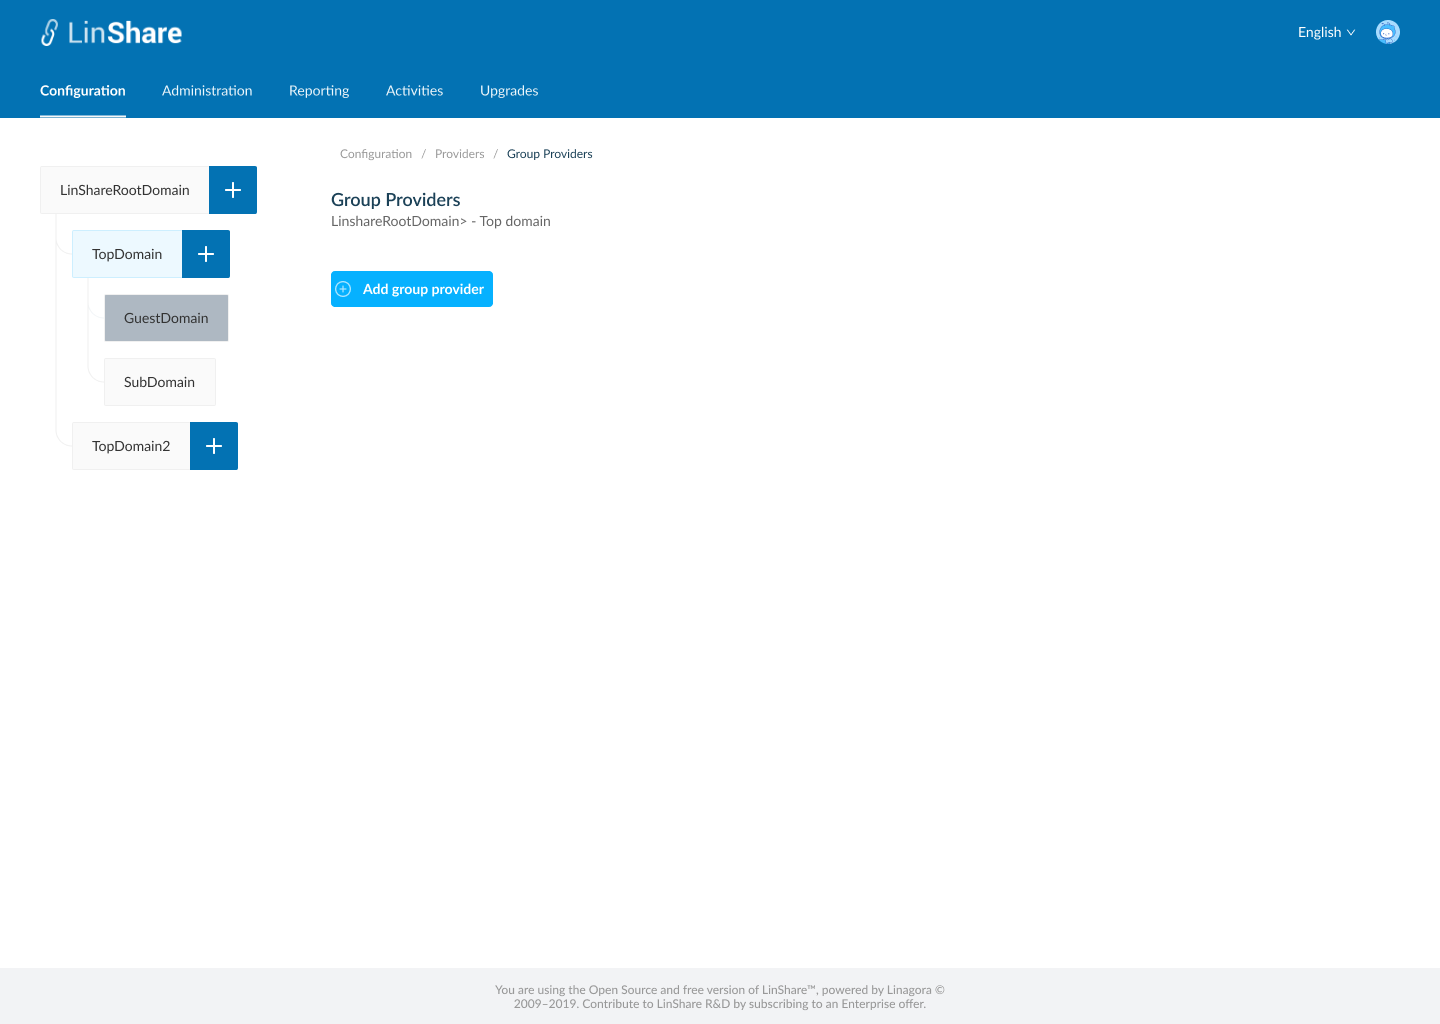 LinShare
English
Configuration
Administration
Reporting
Activities
Upgrades
Configuration / Providers / Group Providers
LinShareRootDomain
TopDomain
GuestDomain
SubDomain
TopDomain2
Group Providers
LinshareRootDomain> - Top domain
Add group provider
You are using the Open Source and free version of LinShare™, powered by Linagora ©
2009–2019. Contribute to LinShare R&D by subscribing to an Enterprise offer.